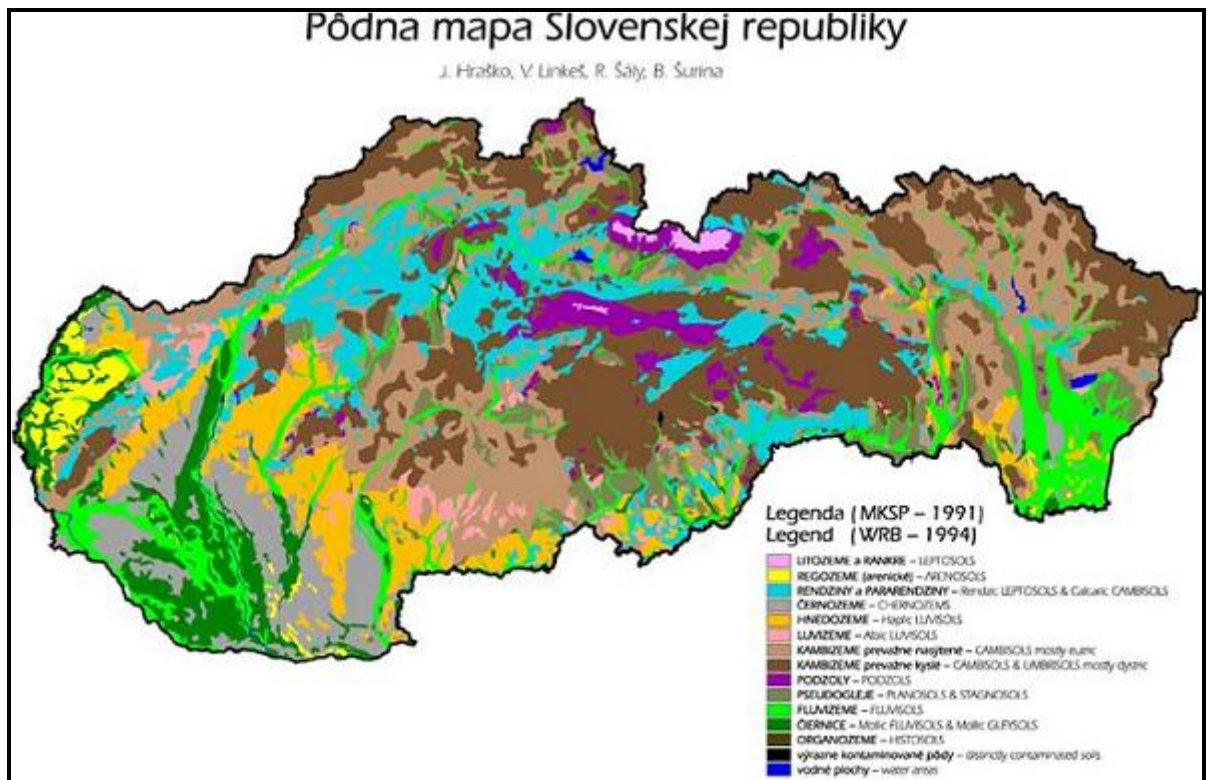 Pôdna mapa Slovenskej republiky
J. Hraško, V. Linkeš, R. Šály, B. Šurina
Legenda (MKSP – 1991)
Legend (WRB – 1994)
LITOZEME a RANKRE – LEPTOSOLS
REGOZEME (arenické) – ARENOSOLS
RENDZINY a PARARENDZINY – Rendzic LEPTOSOLS & Calcaric CAMBISOLS
ČERNOZEME – CHERNOZEMS
HNEDOZEME – Haplic LUVISOLS
LUVIZEME – Albic LUVISOLS
KAMBIZEME prevažne nasýtené – CAMBISOLS mostly eutric
KAMBIZEME prevažne kyslé – CAMBISOLS & UMBRISOLS mostly dystric
PODZOLY – PODZOLS
PSEUDOGLEJE – PLANOSOLS & STAGNOSOLS
FLUVIZEME – FLUVISOLS
ČIERNICE – Mollic FLUVISOLS & Mollic GLEYSOLS
ORGANOZEME – HISTOSOLS
výrazne kontaminované pôdy – distinctly contaminated soils
vodné plochy – water areas